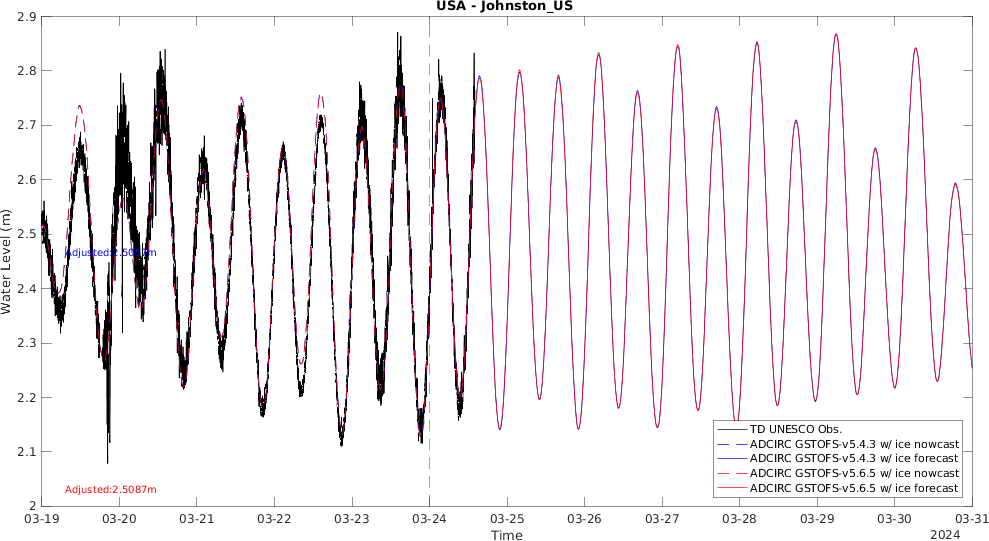 USA - Johnston_US
2.9
2.8
2.7
2.6
2.5
2.4
2.3
2.2
2.1
2
Water Level (m)
Adjusted:2.5087m
TD UNESCO Obs.
ADCIRC GSTOFS-v5.4.3 w/ ice nowcast
ADCIRC GSTOFS-v5.4.3 w/ ice forecast
ADCIRC GSTOFS-v5.6.5 w/ ice nowcast
ADCIRC GSTOFS-v5.6.5 w/ ice forecast
03-19 03-20 03-21 03-22 03-23 03-24 03-25 03-26 03-27 03-28 03-29 03-30 03-31
Time
2024